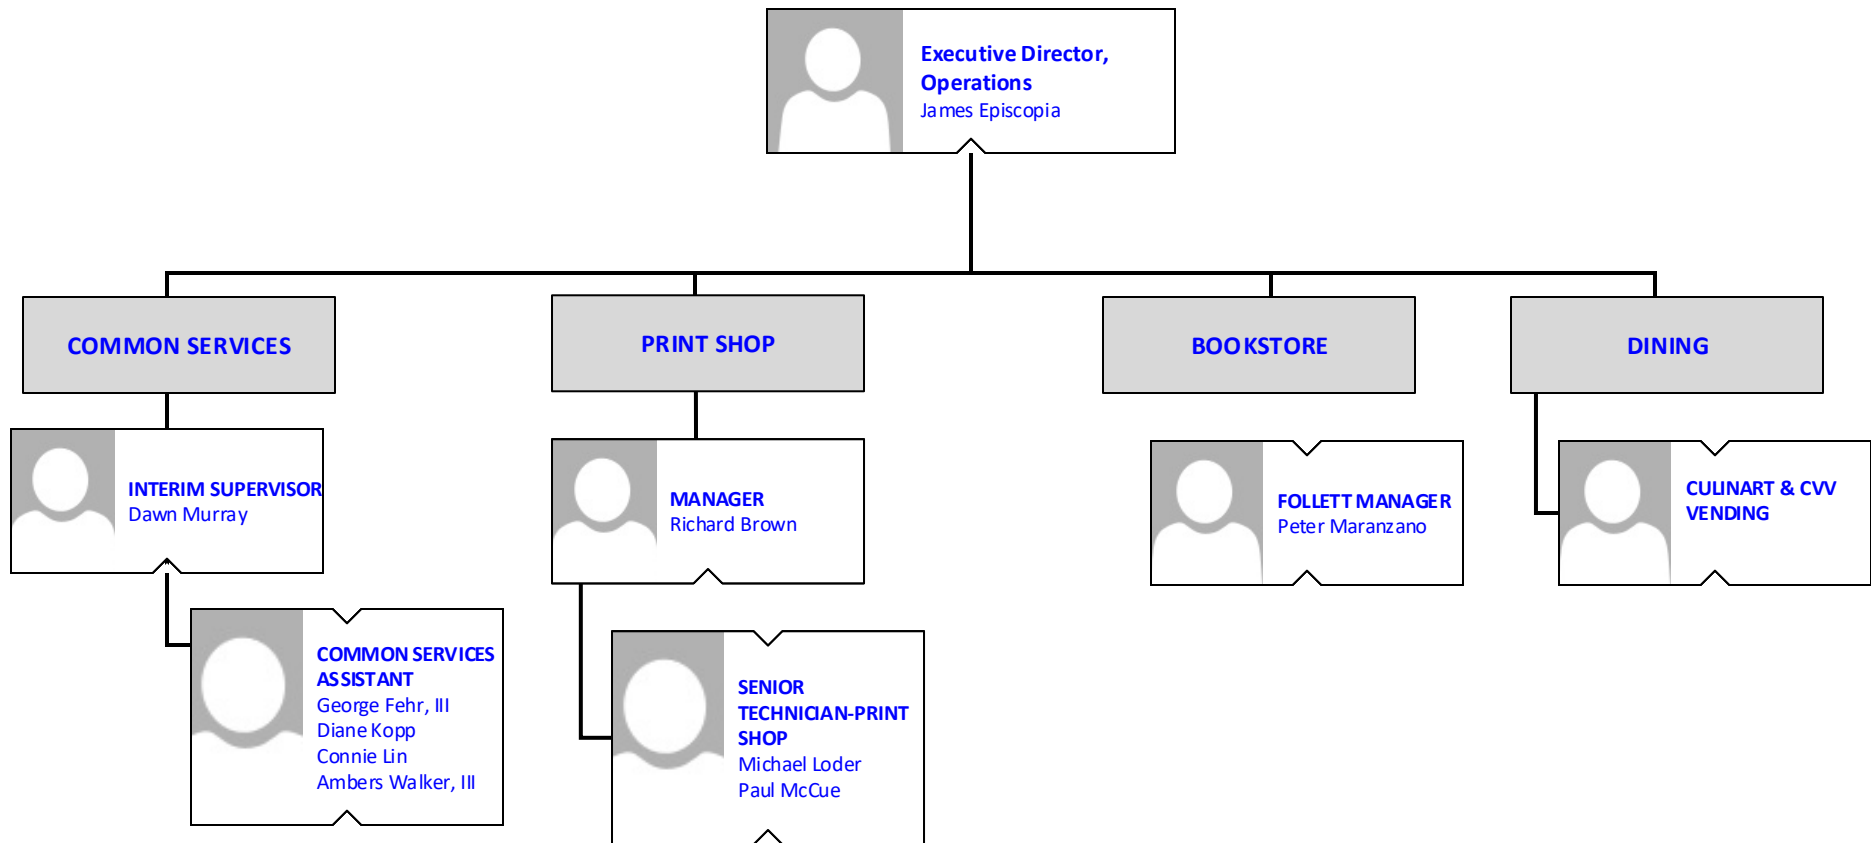 Executive Director,
Operations
James Episcopia
COMMON SERVICES
PRINT SHOP
BOOKSTORE
DINING
INTERIM SUPERVISOR
Dawn Murray
MANAGER
Richard Brown
FOLLETT MANAGER
Peter Maranzano
CULINART & CVV
VENDING
COMMON SERVICES
ASSISTANT
George Fehr, III
Diane Kopp
Connie Lin
Ambers Walker, III
SENIOR
TECHNICIAN-PRINT
SHOP
Michael Loder
Paul McCue